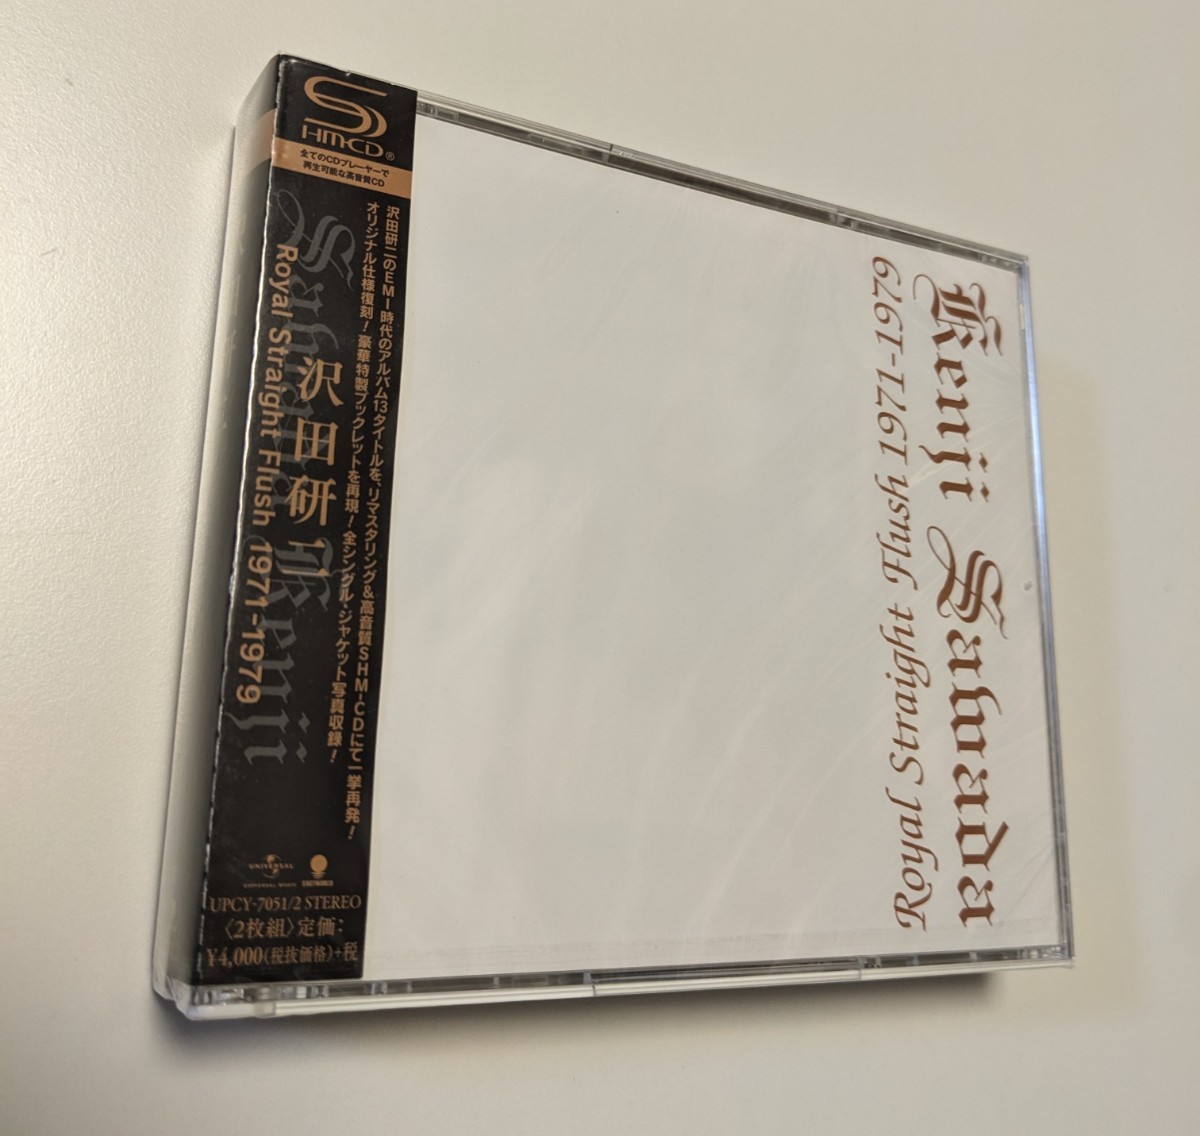 SHM-CD®
全てのCDプレーヤーで
再生可能な高音質CD
沢田研二のEMI時代のアルバム13タイトルを、リマスタリング&高音質SHM-CDにて一挙再発!
オリジナル仕様復刻! 豪華特製ブックレットを再現! 全シングル・ジャケット写真収録!
沢田研二
Sawada Kenji
Royal Straight Flush 1971-1979
UNIVERSAL
UNIVERSAL MUSIC
STRITWORLD
UPCY-7051/2 STEREO
〈2枚組〉定価:
¥4,000(税抜価格)+税
Kenji Sawada
Royal Straight Flush 1971-1979